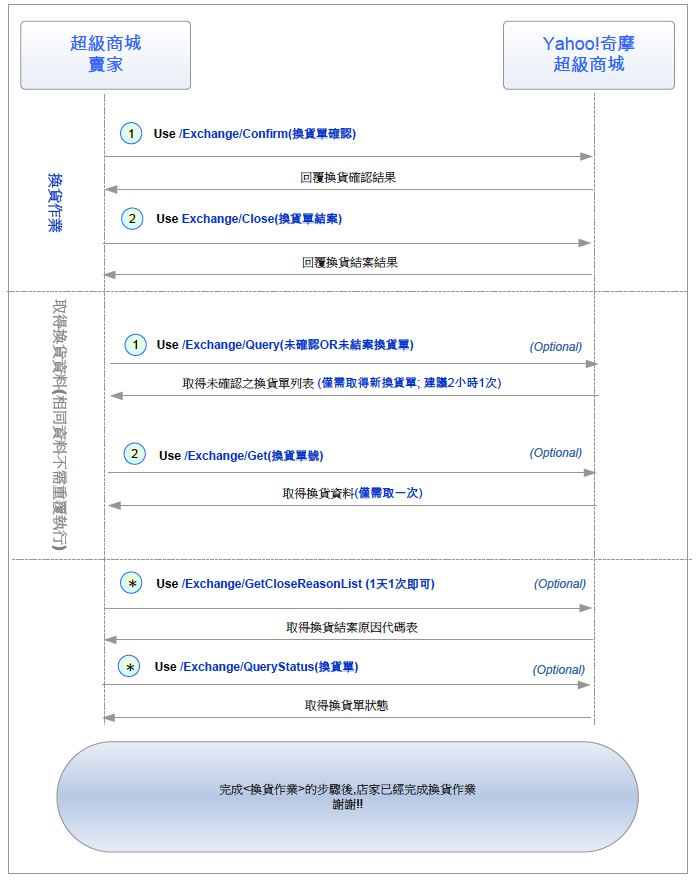 超級商城
賣家
Yahoo!奇摩
超級商城
換貨作業
1 Use /Exchange/Confirm(換貨單確認)
回覆換貨確認結果
2 Use Exchange/Close(換貨單結案)
回覆換貨結案結果
取得換貨資料(相同資料不需重覆執行)
1 Use /Exchange/Query(未確認OR未結案換貨單) (Optional)
取得未確認之換貨單列表 (僅需取得新換貨單; 建議2小時1次)
2 Use /Exchange/Get(換貨單號) (Optional)
取得換貨資料(僅需取一次)
* Use /Exchange/GetCloseReasonList (1天1次即可) (Optional)
取得換貨結案原因代碼表
* Use /Exchange/QueryStatus(換貨單) (Optional)
取得換貨單狀態
完成<換貨作業>的步驟後,店家已經完成換貨作業
謝謝!!